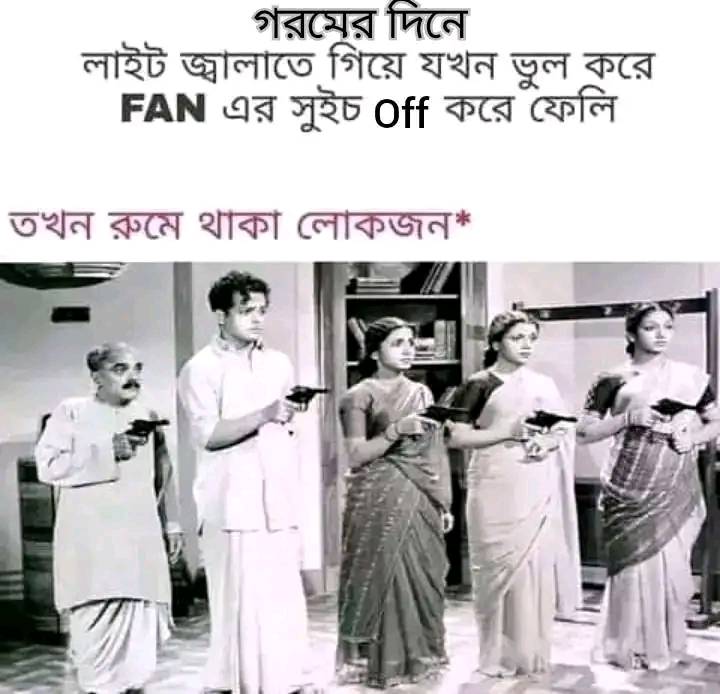 গরমের দিনে
লাইট জ্বালাতে গিয়ে যখন ভুল করে
FAN এর সুইচ Off করে ফেলি
তখন রুমে থাকা লোকজন*